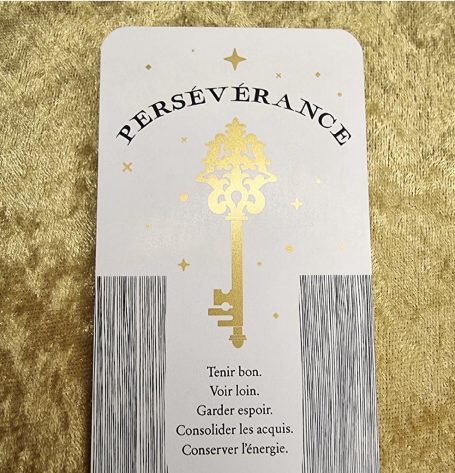 PERSÉVÉRANCE
Tenir bon.
Voir loin.
Garder espoir.
Consolider les acquis.
Conserver l'énergie.